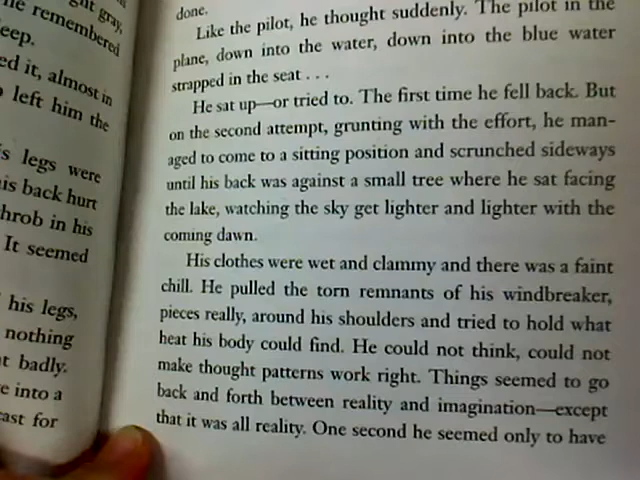 ght gray,
he remembered
eep.
ed it, almost in
left him the
s legs were
is back hurt
hrob in his
It seemed
his legs,
nothing
t badly.
e into a
ast for
done.
Like the pilot, he thought suddenly. The pilot in the
plane, down into the water, down into the blue water
strapped in the seat . . .
He sat up—or tried to. The first time he fell back. But
on the second attempt, grunting with the effort, he man-
aged to come to a sitting position and scrunched sideways
until his back was against a small tree where he sat facing
the lake, watching the sky get lighter and lighter with the
coming dawn.
His clothes were wet and clammy and there was a faint
chill. He pulled the torn remnants of his windbreaker,
pieces really, around his shoulders and tried to hold what
heat his body could find. He could not think, could not
make thought patterns work right. Things seemed to go
back and forth between reality and imagination—except
that it was all reality. One second he seemed only to have